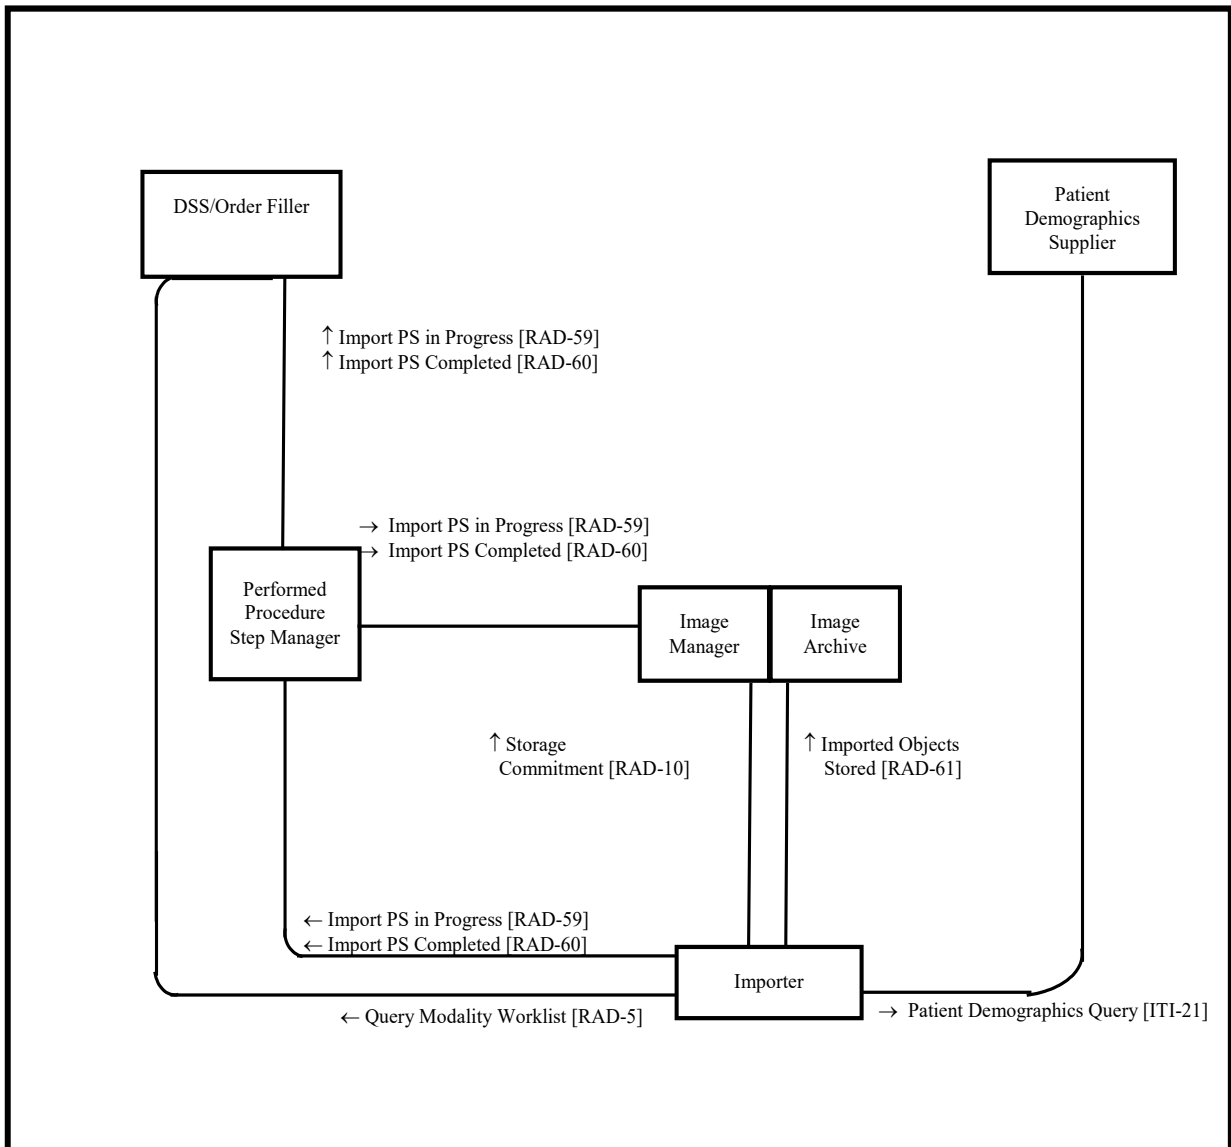 DSS/Order Filler
Patient
Demographics
Supplier
↑ Import PS in Progress [RAD-59]
↑ Import PS Completed [RAD-60]
→ Import PS in Progress [RAD-59]
→ Import PS Completed [RAD-60]
Performed
Procedure
Step Manager
Image
Manager
Image
Archive
↑ Storage
Commitment [RAD-10]
↑ Imported Objects
Stored [RAD-61]
← Import PS in Progress [RAD-59]
← Import PS Completed [RAD-60]
Importer
← Query Modality Worklist [RAD-5]
→ Patient Demographics Query [ITI-21]